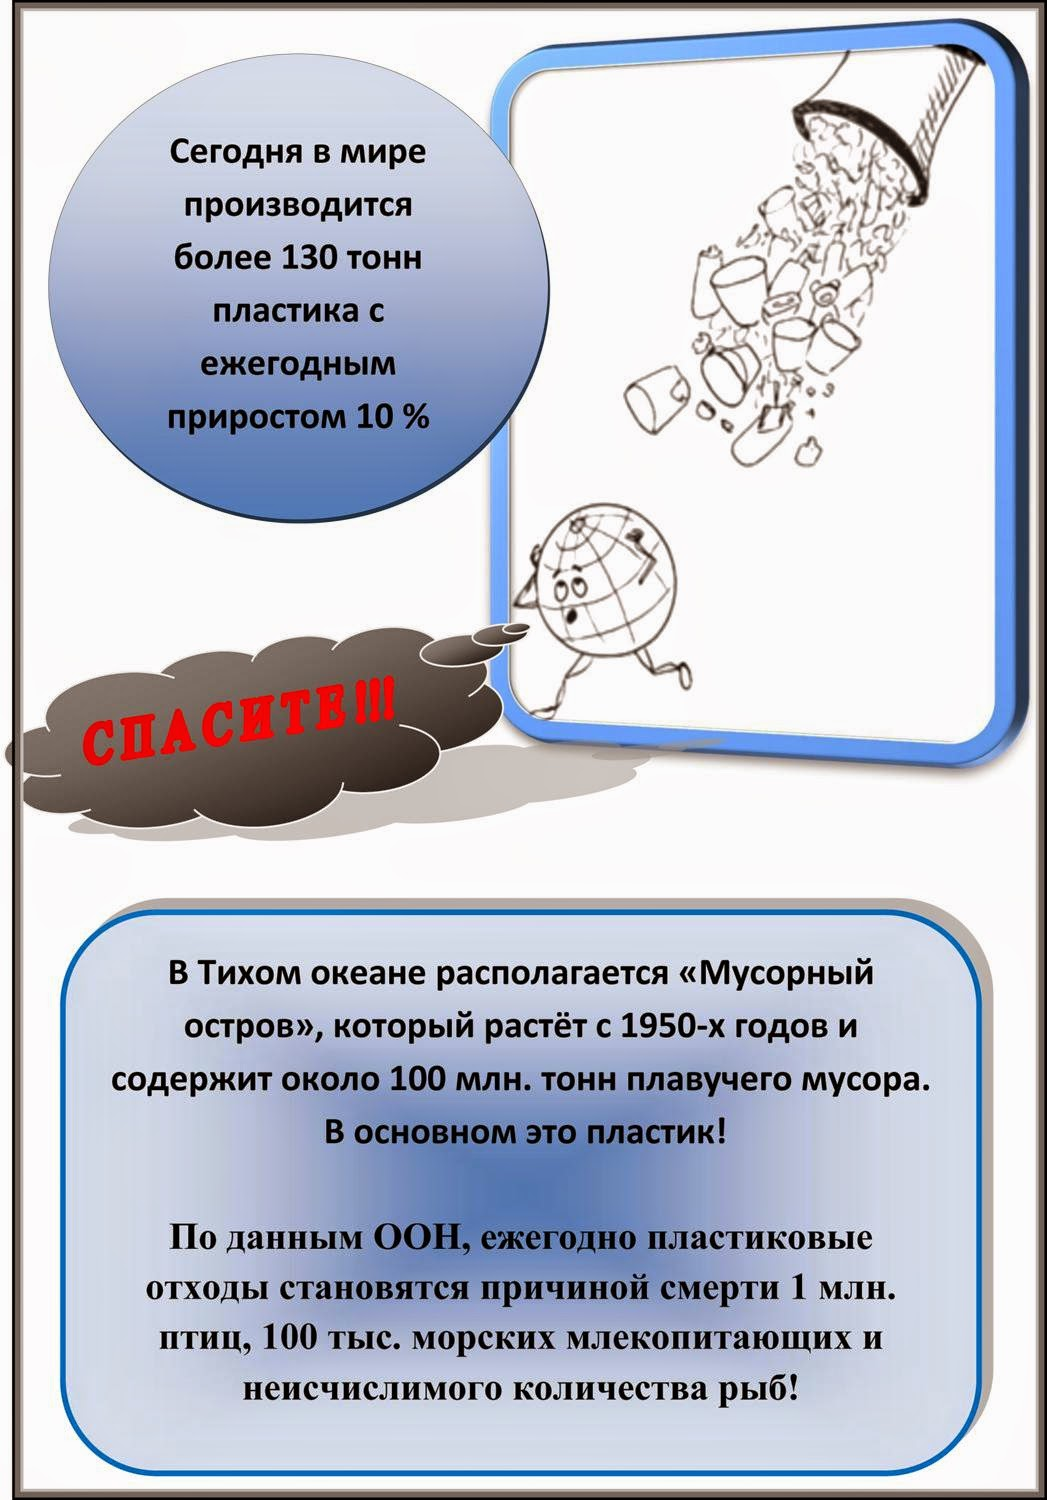 Сегодня в мире
производится
более 130 тонн
пластика с
ежегодным
приростом 10 %
СПАСИТЕ!!!
В Тихом океане располагается «Мусорный
остров», который растёт с 1950-х годов и
содержит около 100 млн. тонн плавучего мусора.
В основном это пластик!
По данным ООН, ежегодно пластиковые
отходы становятся причиной смерти 1 млн.
птиц, 100 тыс. морских млекопитающих и
неисчислимого количества рыб!